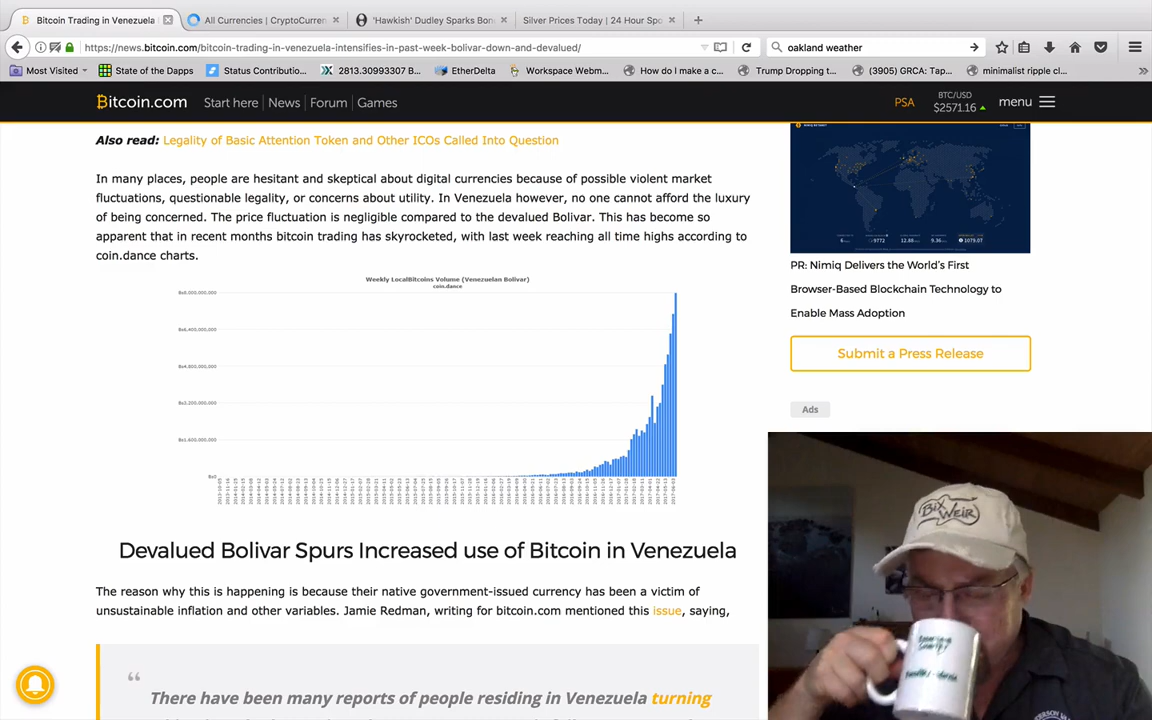 Bitcoin Trading in Venezuela
All Currencies | CryptoCurren
'Hawkish' Dudley Sparks Bon
Silver Prices Today | 24 Hour Spo
https://news.bitcoin.com/bitcoin-trading-in-venezuela-intensifies-in-past-week-bolivar-down-and-devalued/
oakland weather
Most Visited
State of the Dapps
Status Contributio...
2813.30993307 B...
EtherDelta
Workspace Webm...
How do I make a c...
Trump Dropping t...
(3905) GRCA: Tap...
minimalist ripple cl...
Bitcoin.com
Start here
News
Forum
Games
PSA
BTC/USD
$2571.16
menu
Also read: Legality of Basic Attention Token and Other ICOs Called Into Question
In many places, people are hesitant and skeptical about digital currencies because of possible violent market
fluctuations, questionable legality, or concerns about utility. In Venezuela however, no one cannot afford the luxury
of being concerned. The price fluctuation is negligible compared to the devalued Bolivar. This has become so
apparent that in recent months bitcoin trading has skyrocketed, with last week reaching all time highs according to
coin.dance charts.
Weekly LocalBitcoins Volume (Venezuelan Bolivar)
coin.dance
Devalued Bolivar Spurs Increased use of Bitcoin in Venezuela
The reason why this is happening is because their native government-issued currency has been a victim of
unsustainable inflation and other variables. Jamie Redman, writing for bitcoin.com mentioned this issue, saying,
“
There have been many reports of people residing in Venezuela turning
PR: Nimiq Delivers the World's First
Browser-Based Blockchain Technology to
Enable Mass Adoption
Submit a Press Release
Ads
BIX
WEIR